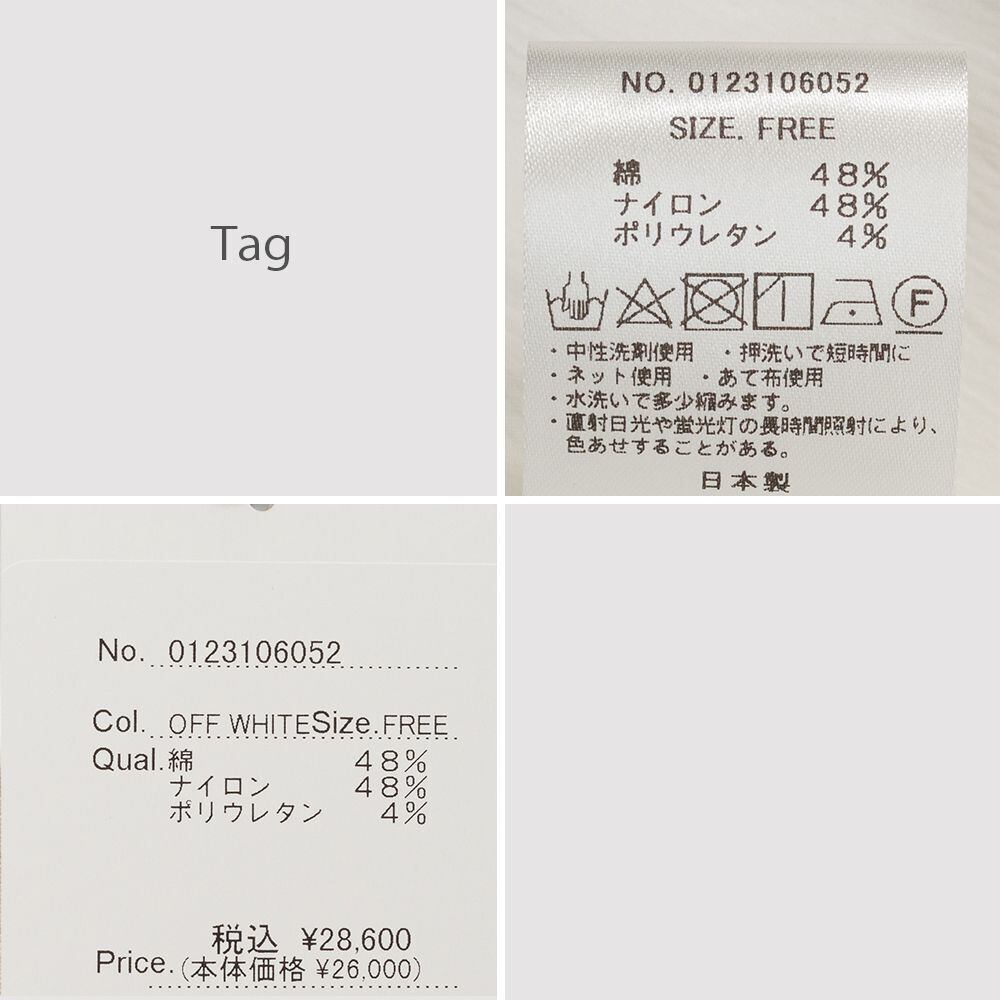 Tag
NO. 0123106052
SIZE. FREE
綿 48%
ナイロン 48%
ポリウレタン 4%
F
・中性洗剤使用 ・押洗いで短時間に
・ネット使用 ・あて布使用
・水洗いで多少縮みます。
・直射日光や蛍光灯の長時間照射により、
色あせすることがある。
日本製
No. 0123106052
Col. OFF WHITE Size. FREE
Qual. 綿 48%
ナイロン 48%
ポリウレタン 4%
税込 ¥28,600
Price. (本体価格 ¥26,000)